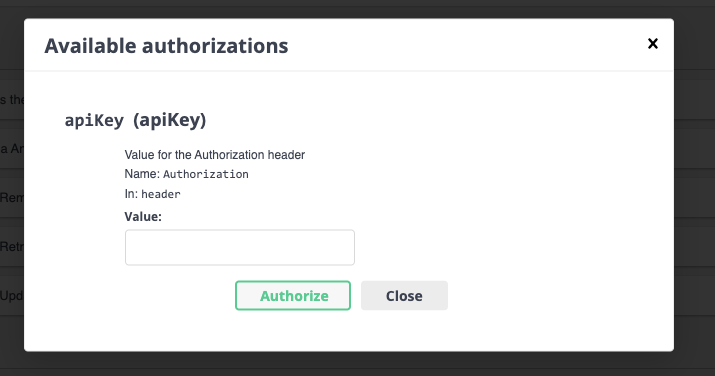 Available authorizations
×
apiKey (apiKey)
Value for the Authorization header
Name: Authorization
In: header
Value:
Authorize Close
s the
a Ar
Rem
Retr
Upd